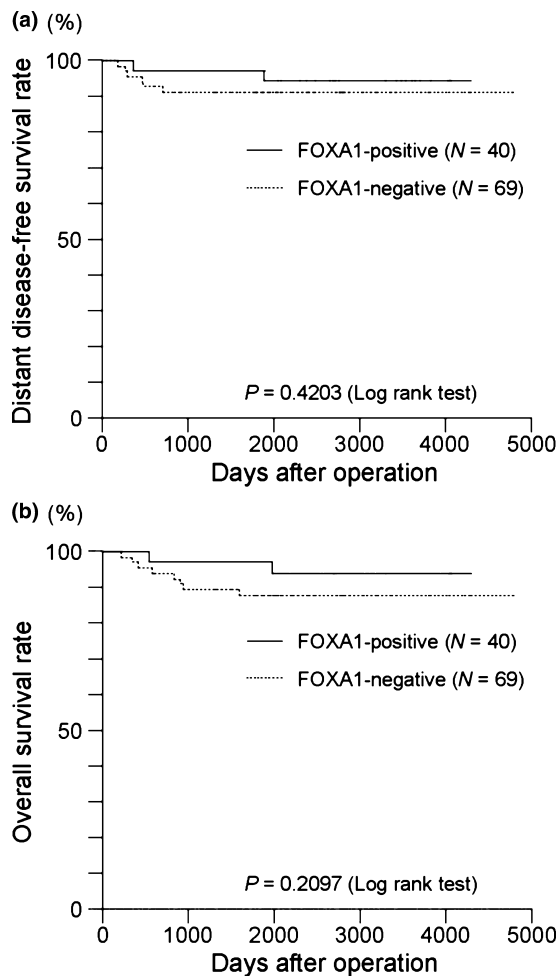 (a) (%)
100
50
0
Distant disease-free survival rate
FOXA1-positive (N = 40)
FOXA1-negative (N = 69)
P = 0.4203 (Log rank test)
0 1000 2000 3000 4000 5000
Days after operation
(b) (%)
100
50
0
Overall survival rate
FOXA1-positive (N = 40)
FOXA1-negative (N = 69)
P = 0.2097 (Log rank test)
0 1000 2000 3000 4000 5000
Days after operation